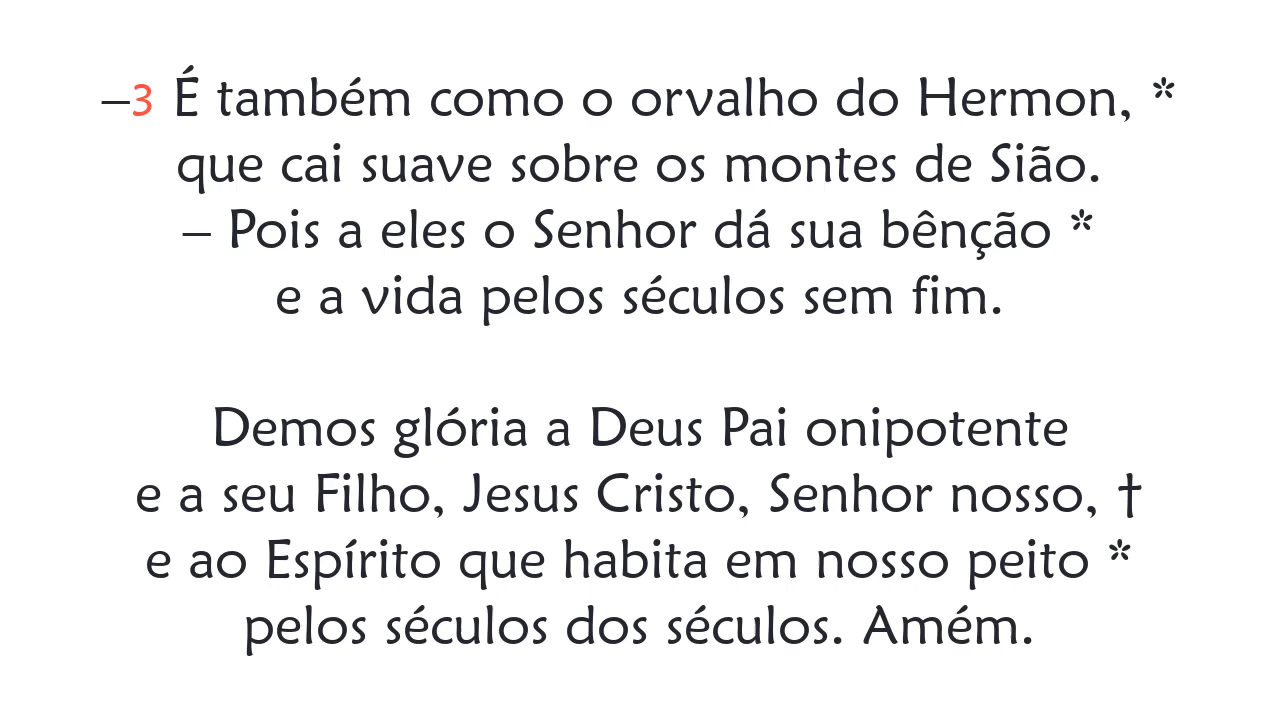 –3 É também como o orvalho do Hermon, *
que cai suave sobre os montes de Sião.
– Pois a eles o Senhor dá sua bênção *
e a vida pelos séculos sem fim.
Demos glória a Deus Pai onipotente
e a seu Filho, Jesus Cristo, Senhor nosso, †
e ao Espírito que habita em nosso peito *
pelos séculos dos séculos. Amém.